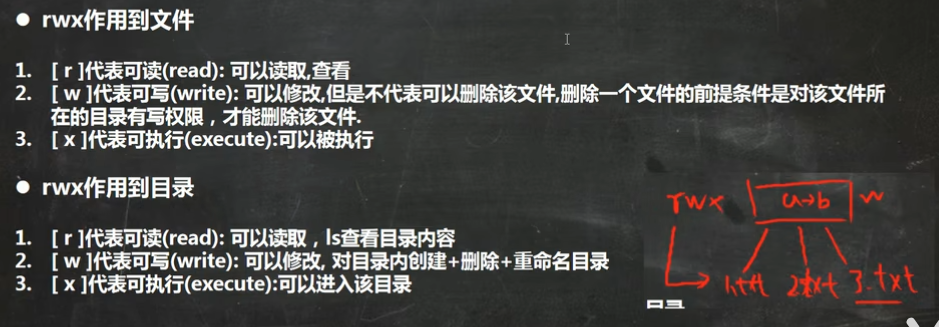 ● rwx作用到文件
1. [ r ]代表可读(read): 可以读取,查看
2. [ w ]代表可写(write): 可以修改,但是不代表可以删除该文件,删除一个文件的前提条件是对该文件所
在的目录有写权限，才能删除该文件.
3. [ x ]代表可执行(execute):可以被执行
● rwx作用到目录
1. [ r ]代表可读(read): 可以读取，ls查看目录内容
2. [ w ]代表可写(write): 可以修改, 对目录内创建+删除+重命名目录
3. [ x ]代表可执行(execute):可以进入该目录
rwx a→b w
1.txt 2.txt 3.txt